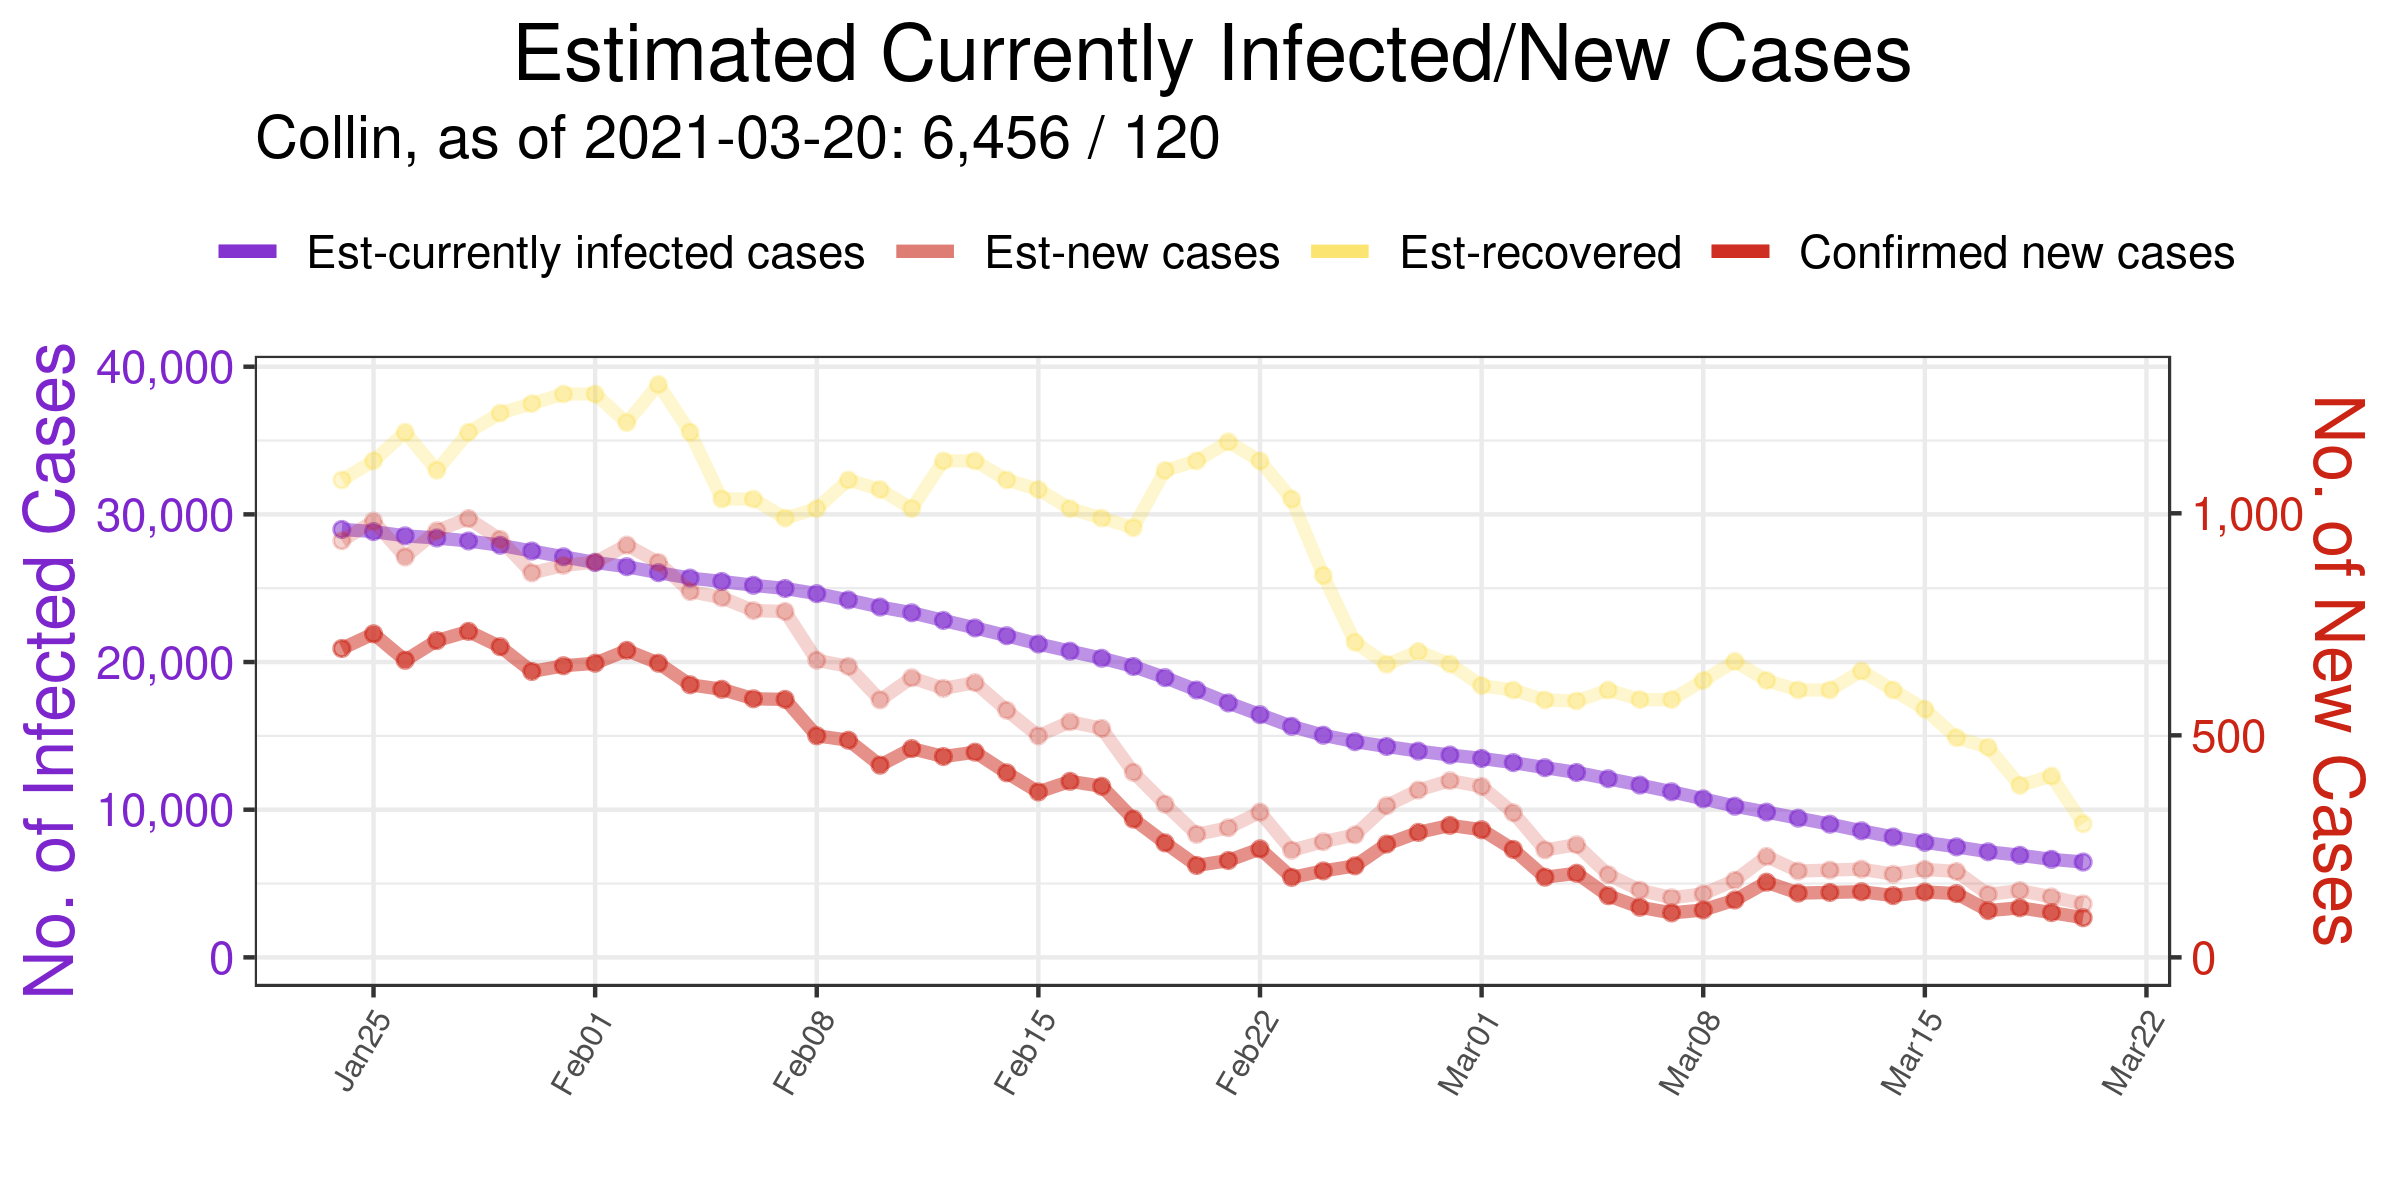 Estimated Currently Infected/New Cases
Collin, as of 2021-03-20: 6,456 / 120
Est-currently infected cases
Est-new cases
Est-recovered
Confirmed new cases
No. of Infected Cases
40,000
30,000
20,000
10,000
0
No. of New Cases
1,000
500
0
Jan25
Feb01
Feb08
Feb15
Feb22
Mar01
Mar08
Mar15
Mar22